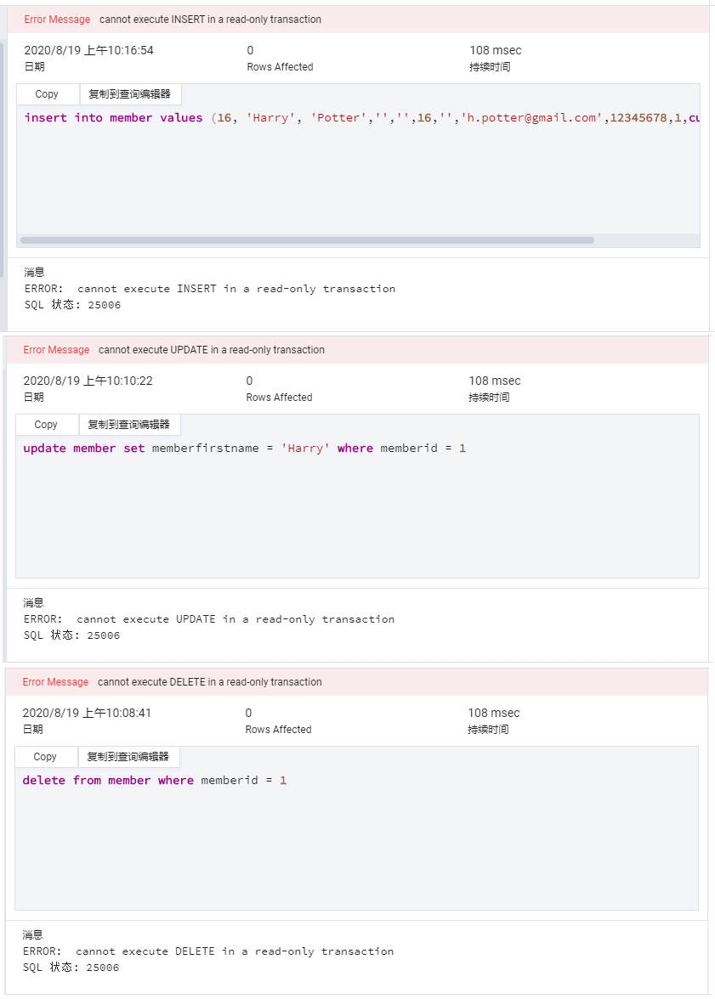 Error Message cannot execute INSERT in a read-only transaction
2020/8/19 上午10:16:54 0 108 msec
日期 Rows Affected 持续时间
Copy 复制到查询编辑器
insert into member values (16, 'Harry', 'Potter','','',16,'','h.potter@gmail.com',12345678,1,cu
消息
ERROR: cannot execute INSERT in a read-only transaction
SQL 状态: 25006
Error Message cannot execute UPDATE in a read-only transaction
2020/8/19 上午10:10:22 0 108 msec
日期 Rows Affected 持续时间
Copy 复制到查询编辑器
update member set memberfirstname = 'Harry' where memberid = 1
消息
ERROR: cannot execute UPDATE in a read-only transaction
SQL 状态: 25006
Error Message cannot execute DELETE in a read-only transaction
2020/8/19 上午10:08:41 0 108 msec
日期 Rows Affected 持续时间
Copy 复制到查询编辑器
delete from member where memberid = 1
消息
ERROR: cannot execute DELETE in a read-only transaction
SQL 状态: 25006